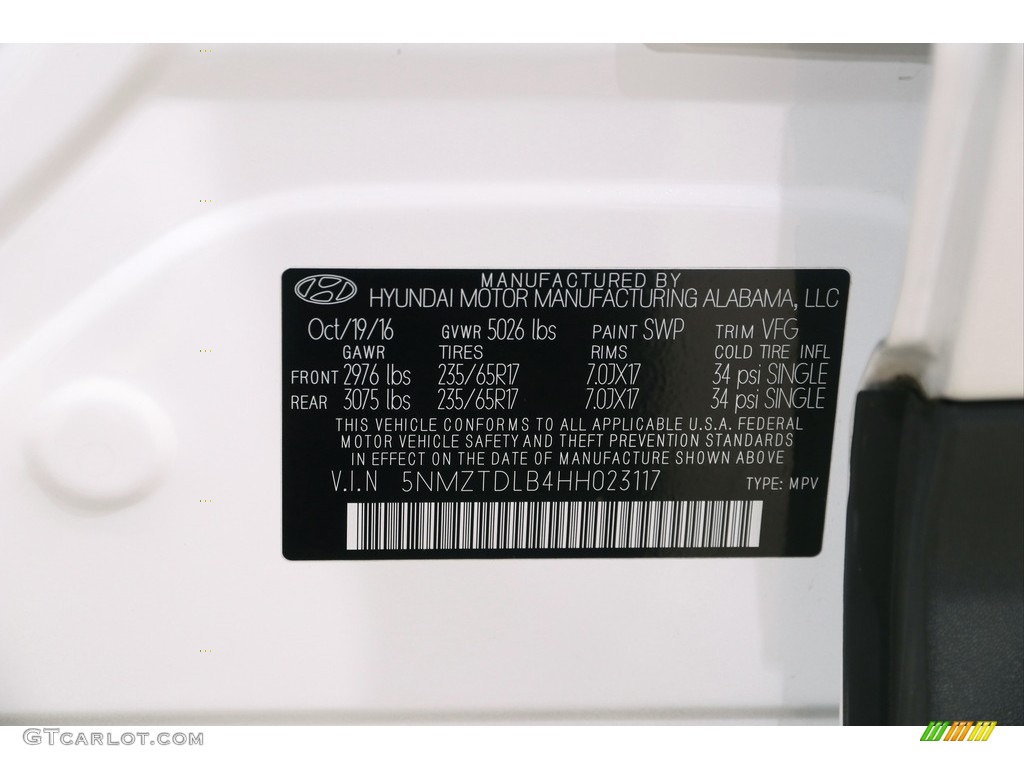 MANUFACTURED BY
HYUNDAI MOTOR MANUFACTURING ALABAMA, LLC
Oct/19/16 GVWR 5026 lbs PAINT SWP TRIM VFG
GAWR TIRES RIMS COLD TIRE INFL
FRONT 2976 lbs 235/65R17 7.0JX17 34 psi SINGLE
REAR 3075 lbs 235/65R17 7.0JX17 34 psi SINGLE
THIS VEHICLE CONFORMS TO ALL APPLICABLE U.S.A. FEDERAL
MOTOR VEHICLE SAFETY AND THEFT PREVENTION STANDARDS
IN EFFECT ON THE DATE OF MANUFACTURE SHOWN ABOVE
V.I.N 5NMZTDLB4HH023117 TYPE: MPV
GTCARLOT.COM